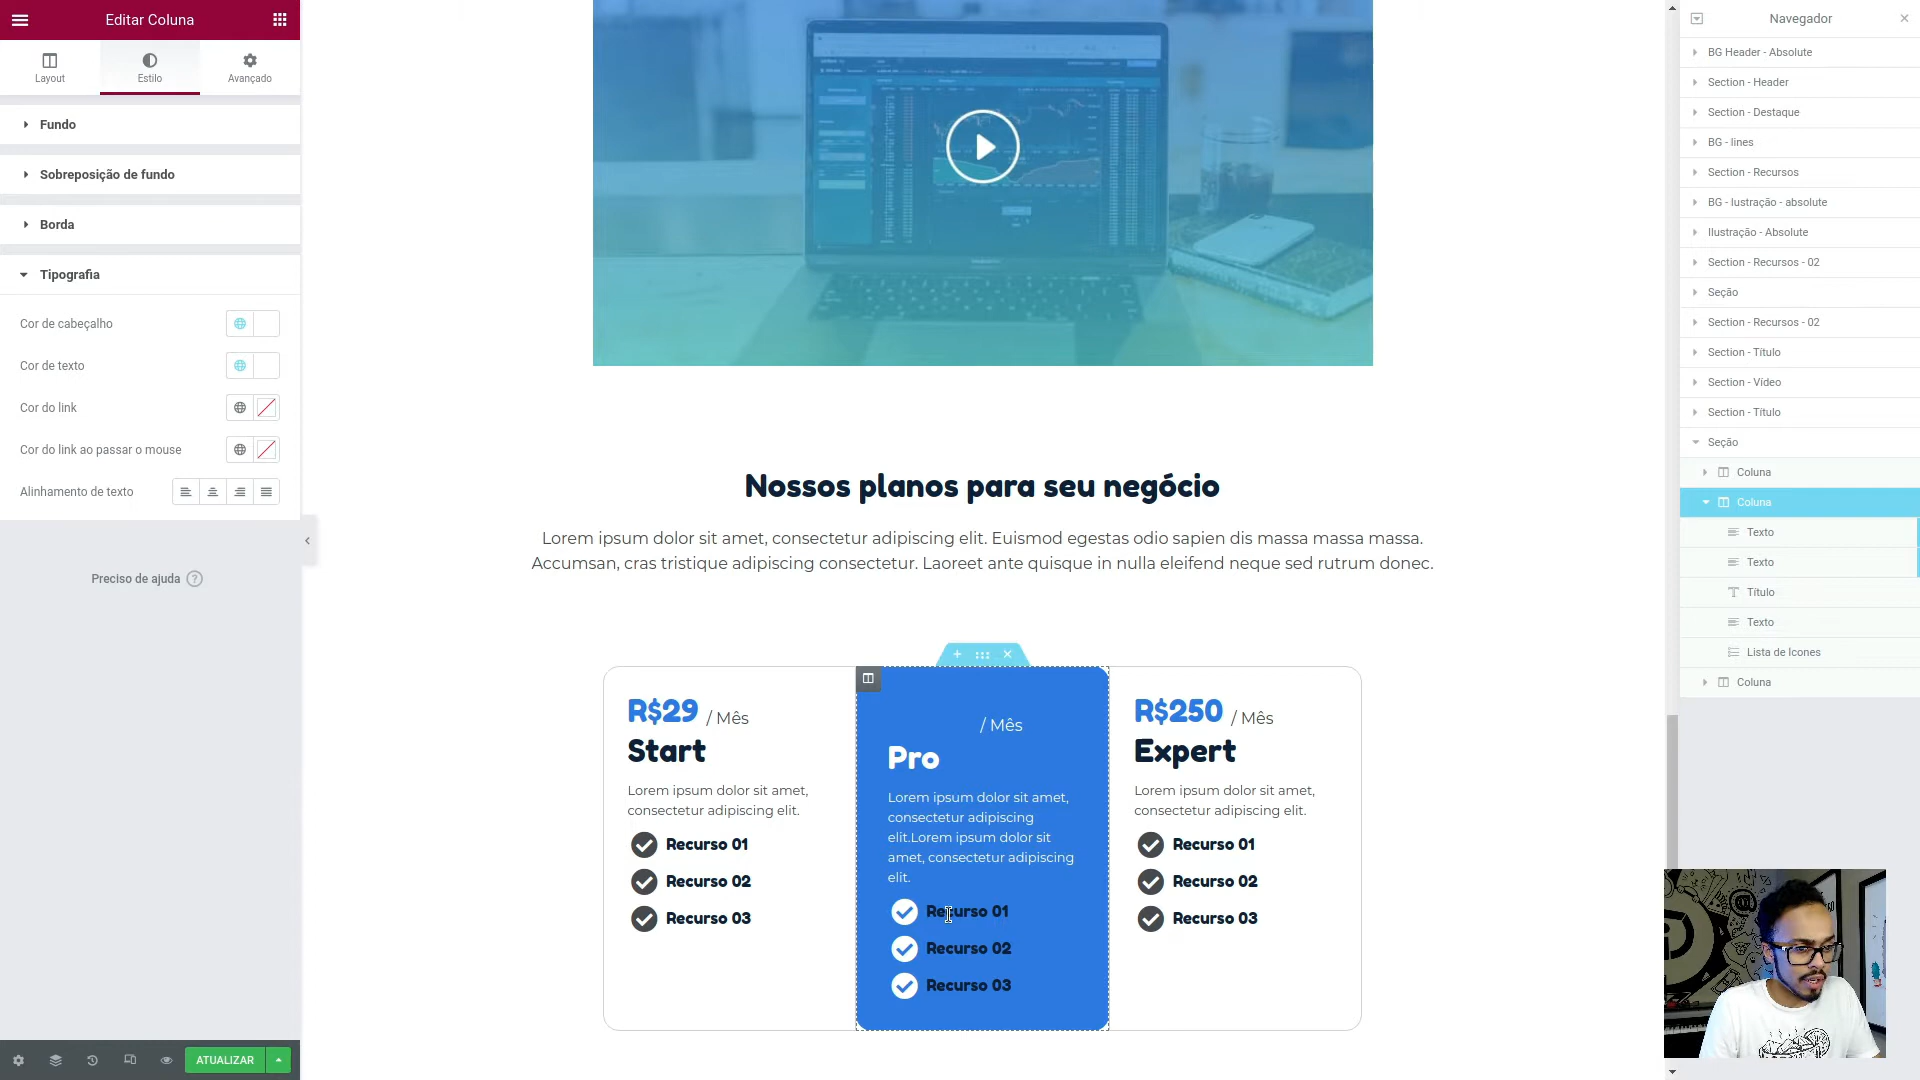 Editar Coluna
Layout
Estilo
Avançado
Fundo
Sobreposição de fundo
Borda
Tipografia
Cor de cabeçalho
Cor de texto
Cor do link
Cor do link ao passar o mouse
Alinhamento de texto
Preciso de ajuda
ATUALIZAR
Nossos planos para seu negócio
Lorem ipsum dolor sit amet, consectetur adipiscing elit. Euismod egestas odio sapien dis massa massa massa.
Accumsan, cras tristique adipiscing consectetur. Laoreet ante quisque in nulla eleifend neque sed rutrum donec.
R$29 / Mês
Start
Lorem ipsum dolor sit amet,
consectetur adipiscing elit.
Recurso 01
Recurso 02
Recurso 03
/ Mês
Pro
Lorem ipsum dolor sit amet,
consectetur adipiscing
elit.Lorem ipsum dolor sit
amet, consectetur adipiscing
elit.
Recurso 01
Recurso 02
Recurso 03
R$250 / Mês
Expert
Lorem ipsum dolor sit amet,
consectetur adipiscing elit.
Recurso 01
Recurso 02
Recurso 03
Navegador
BG Header - Absolute
Section - Header
Section - Destaque
BG - lines
Section - Recursos
BG - lustração - absolute
Ilustração - Absolute
Section - Recursos - 02
Seção
Section - Recursos - 02
Section - Título
Section - Vídeo
Section - Título
Seção
Coluna
Coluna
Texto
Texto
Título
Texto
Lista de Icones
Coluna